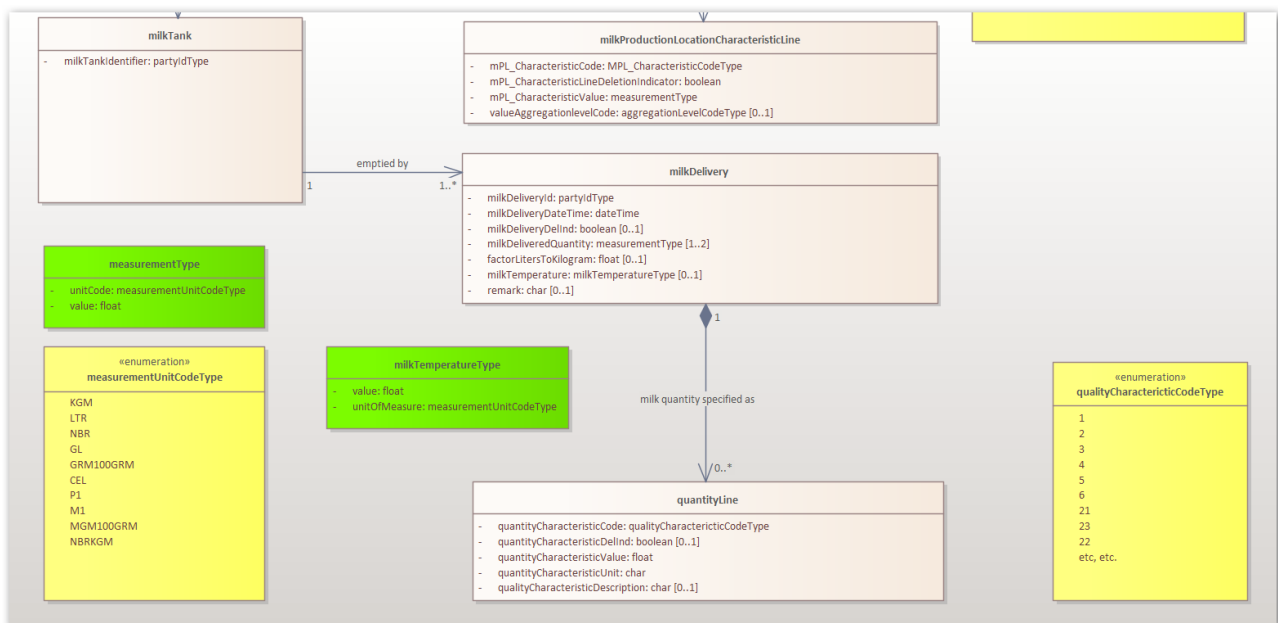 milkTank
- milkTankIdentifier: partyIdType
milkProductionLocationCharacteristicLine
- mPL_CharacteristicCode: MPL_CharacteristicCodeType
- mPL_CharacteristicLineDeletionIndicator: boolean
- mPL_CharacteristicValue: measurementType
- valueAggregationlevelCode: aggregationLevelCodeType [0..1]
emptied by
1
1..*
milkDelivery
- milkDeliveryId: partyIdType
- milkDeliveryDateTime: dateTime
- milkDeliveryDelInd: boolean [0..1]
- milkDeliveredQuantity: measurementType [1..2]
- factorLitersToKilogram: float [0..1]
- milkTemperature: milkTemperatureType [0..1]
- remark: char [0..1]
measurementType
- unitCode: measurementUnitCodeType
- value: float
1
«enumeration»
measurementUnitCodeType
KGM
LTR
NBR
GL
GRM100GRM
CEL
P1
M1
MGM100GRM
NBRKGM
milkTemperatureType
- value: float
- unitOfMeasure: measurementUnitCodeType
milk quantity specified as
«enumeration»
qualityCharactericticCodeType
1
2
3
4
5
6
21
23
22
etc, etc.
0..*
quantityLine
- quantityCharacteristicCode: qualityCharactericticCodeType
- quantityCharacteristicDelInd: boolean [0..1]
- quantityCharacteristicValue: float
- quantityCharacteristicUnit: char
- qualityCharacteristicDescription: char [0..1]